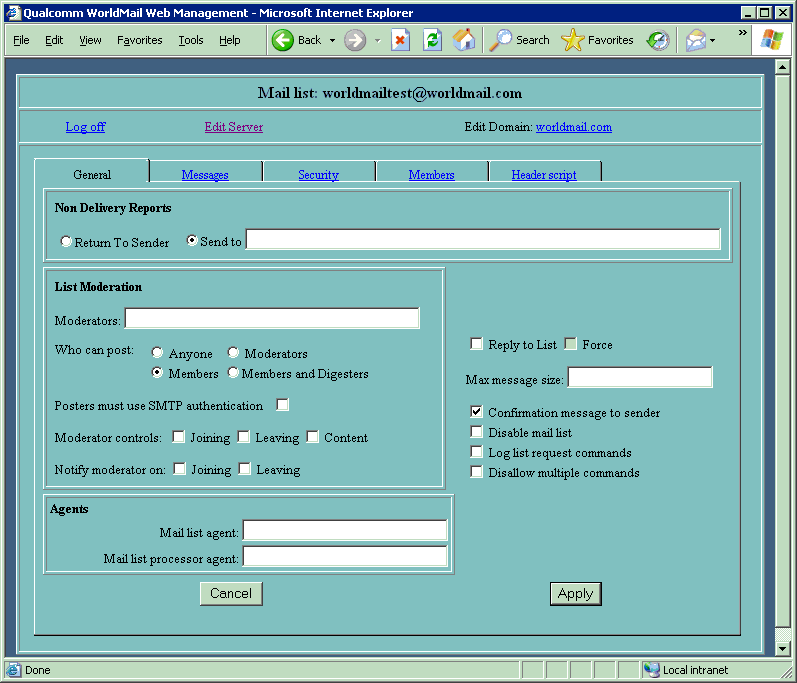 Qualcomm WorldMail Web Management - Microsoft Internet Explorer
File Edit View Favorites Tools Help Back Search Favorites »
Mail list: worldmailtest@worldmail.com
Log off Edit Server Edit Domain: worldmail.com
General Messages Security Members Header script
Non Delivery Reports
Return To Sender Send to
List Moderation
Moderators:
Reply to List Force
Who can post: Anyone Moderators
Members Members and Digesters
Max message size:
Posters must use SMTP authentication
Confirmation message to sender
Disable mail list
Moderator controls: Joining Leaving Content
Log list request commands
Notify moderator on: Joining Leaving
Disallow multiple commands
Agents
Mail list agent:
Mail list processor agent:
Cancel Apply
Done Local intranet